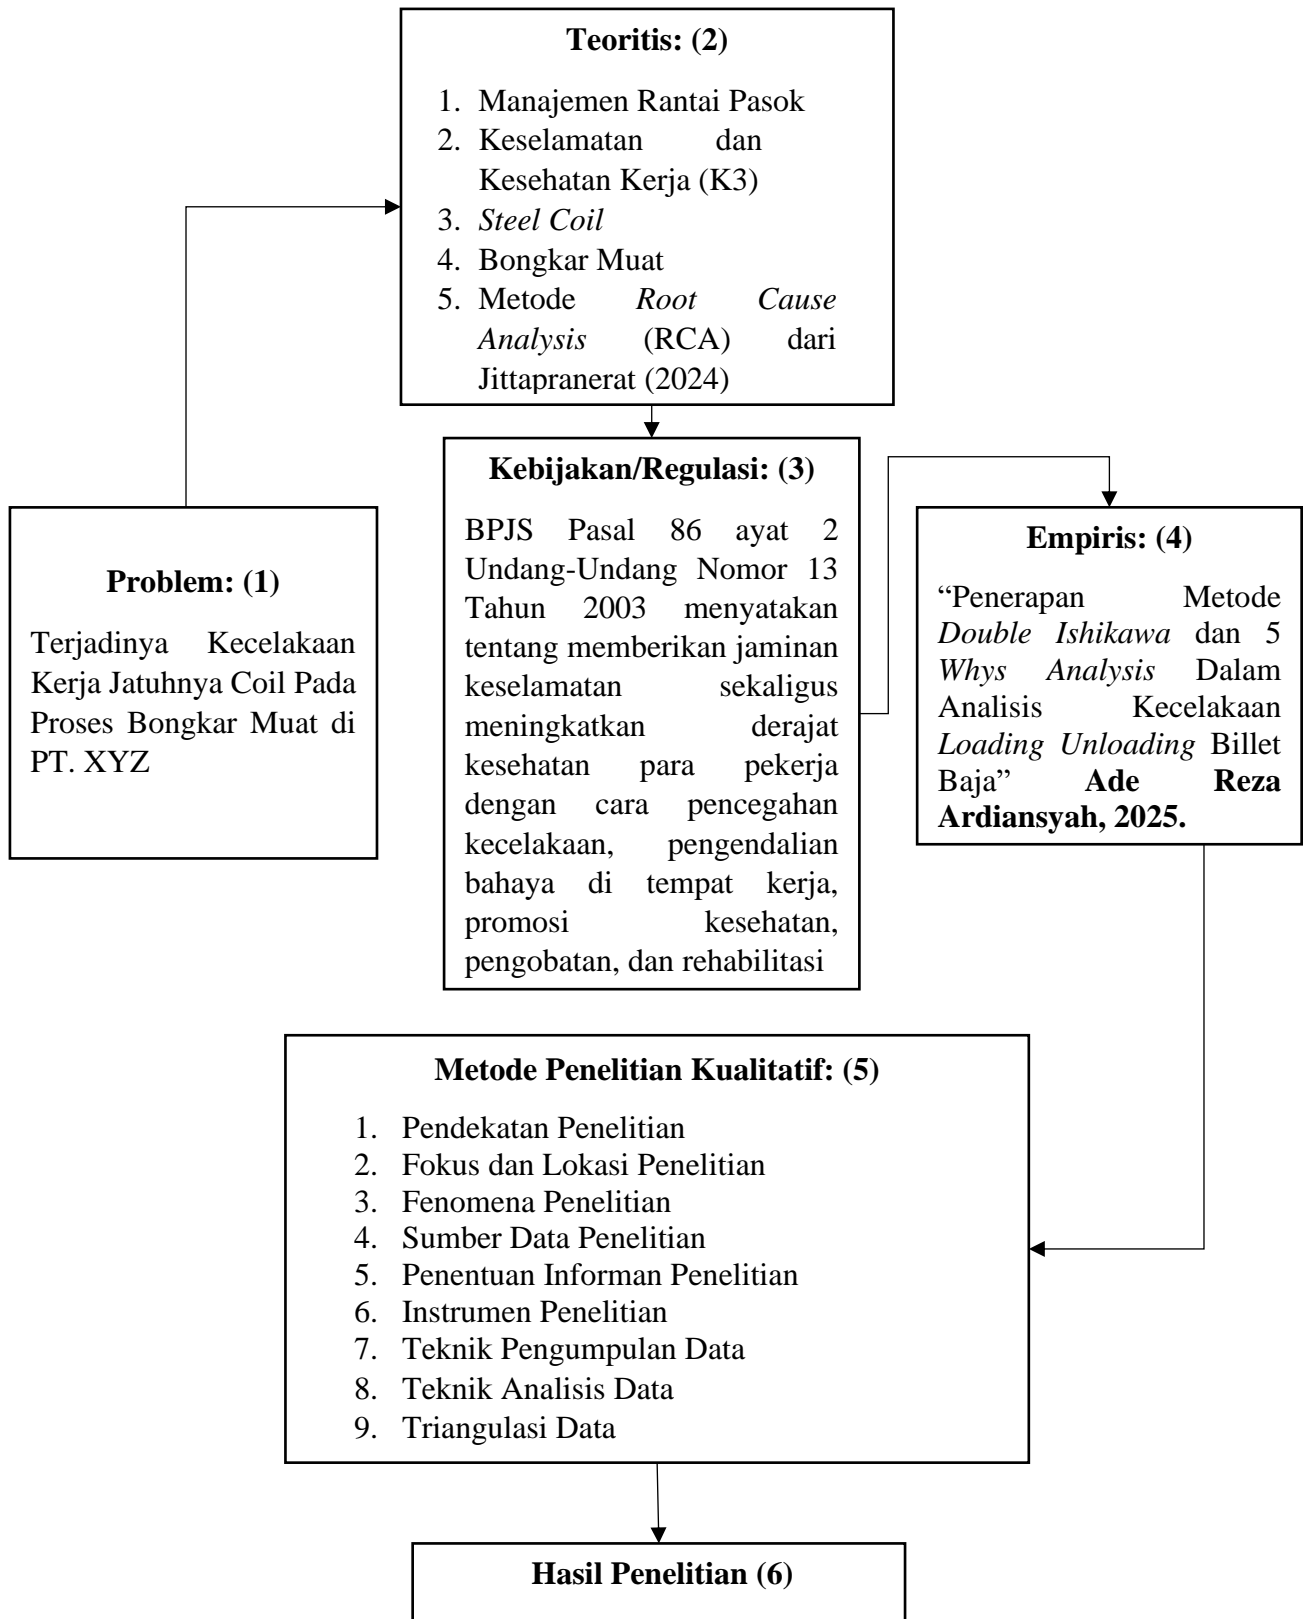 Teoritis: (2)
1. Manajemen Rantai Pasok
2. Keselamatan dan
Kesehatan Kerja (K3)
3. Steel Coil
4. Bongkar Muat
5. Metode Root Cause
Analysis (RCA) dari
Jittapranerat (2024)
Kebijakan/Regulasi: (3)
BPJS Pasal 86 ayat 2
Undang-Undang Nomor 13
Tahun 2003 menyatakan
tentang memberikan jaminan
keselamatan sekaligus
meningkatkan derajat
kesehatan para pekerja
dengan cara pencegahan
kecelakaan, pengendalian
bahaya di tempat kerja,
promosi kesehatan,
pengobatan, dan rehabilitasi
Problem: (1)
Terjadinya Kecelakaan
Kerja Jatuhnya Coil Pada
Proses Bongkar Muat di
PT. XYZ
Empiris: (4)
“Penerapan Metode
Double Ishikawa dan 5
Whys Analysis Dalam
Analisis Kecelakaan
Loading Unloading Billet
Baja” Ade Reza
Ardiansyah, 2025.
Metode Penelitian Kualitatif: (5)
1. Pendekatan Penelitian
2. Fokus dan Lokasi Penelitian
3. Fenomena Penelitian
4. Sumber Data Penelitian
5. Penentuan Informan Penelitian
6. Instrumen Penelitian
7. Teknik Pengumpulan Data
8. Teknik Analisis Data
9. Triangulasi Data
Hasil Penelitian (6)